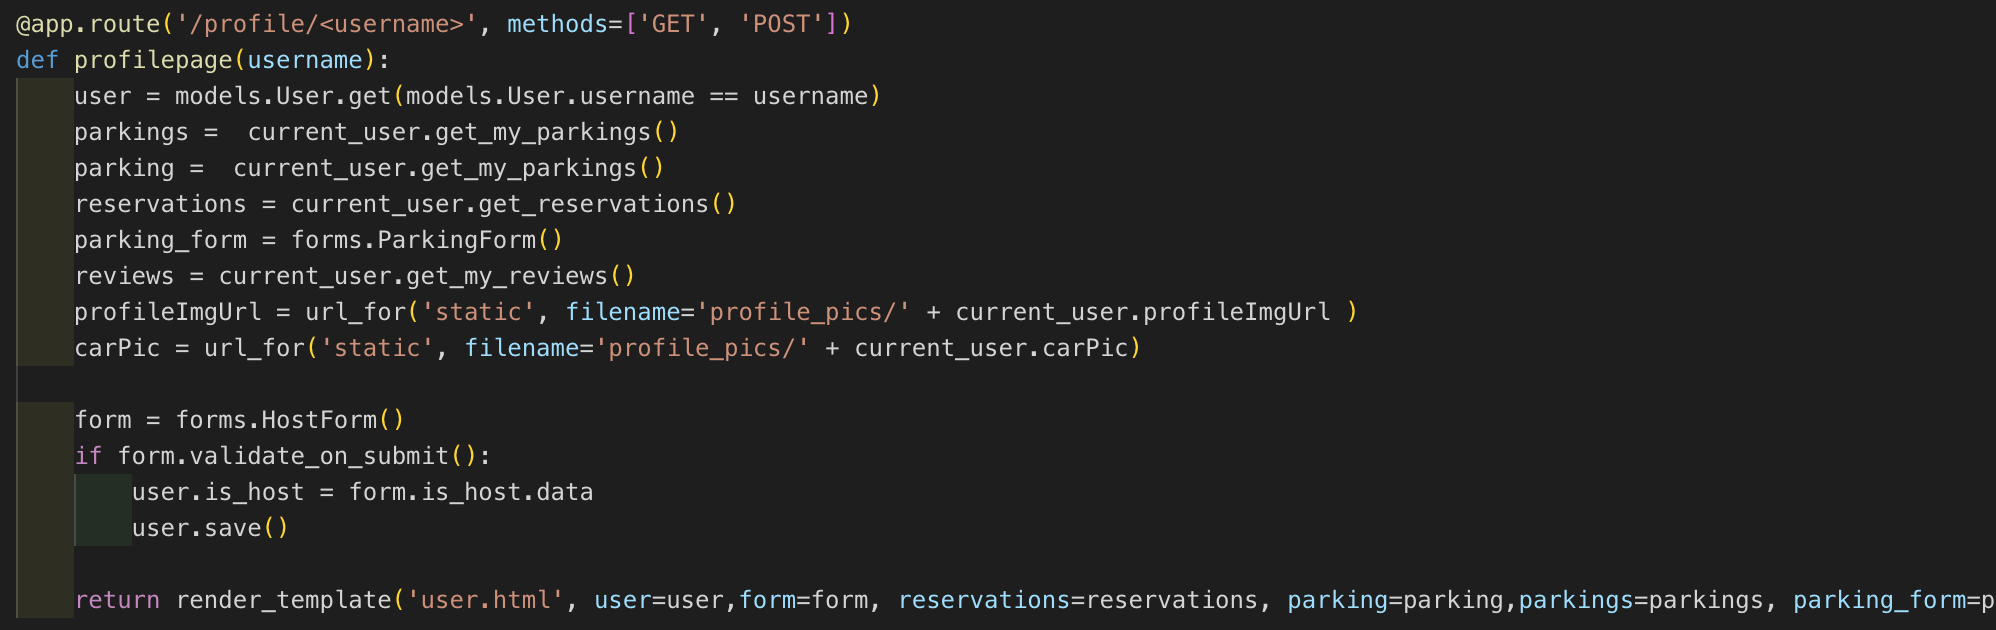 @app.route('/profile/<username>', methods=['GET', 'POST'])
def profilepage(username):
    user = models.User.get(models.User.username == username)
    parkings =  current_user.get_my_parkings()
    parking =  current_user.get_my_parkings()
    reservations = current_user.get_reservations()
    parking_form = forms.ParkingForm()
    reviews = current_user.get_my_reviews()
    profileImgUrl = url_for('static', filename='profile_pics/' + current_user.profileImgUrl )
    carPic = url_for('static', filename='profile_pics/' + current_user.carPic)
    form = forms.HostForm()
    if form.validate_on_submit():
        user.is_host = form.is_host.data
        user.save()
    return render_template('user.html', user=user,form=form, reservations=reservations, parking=parking,parkings=parkings, parking_form=p